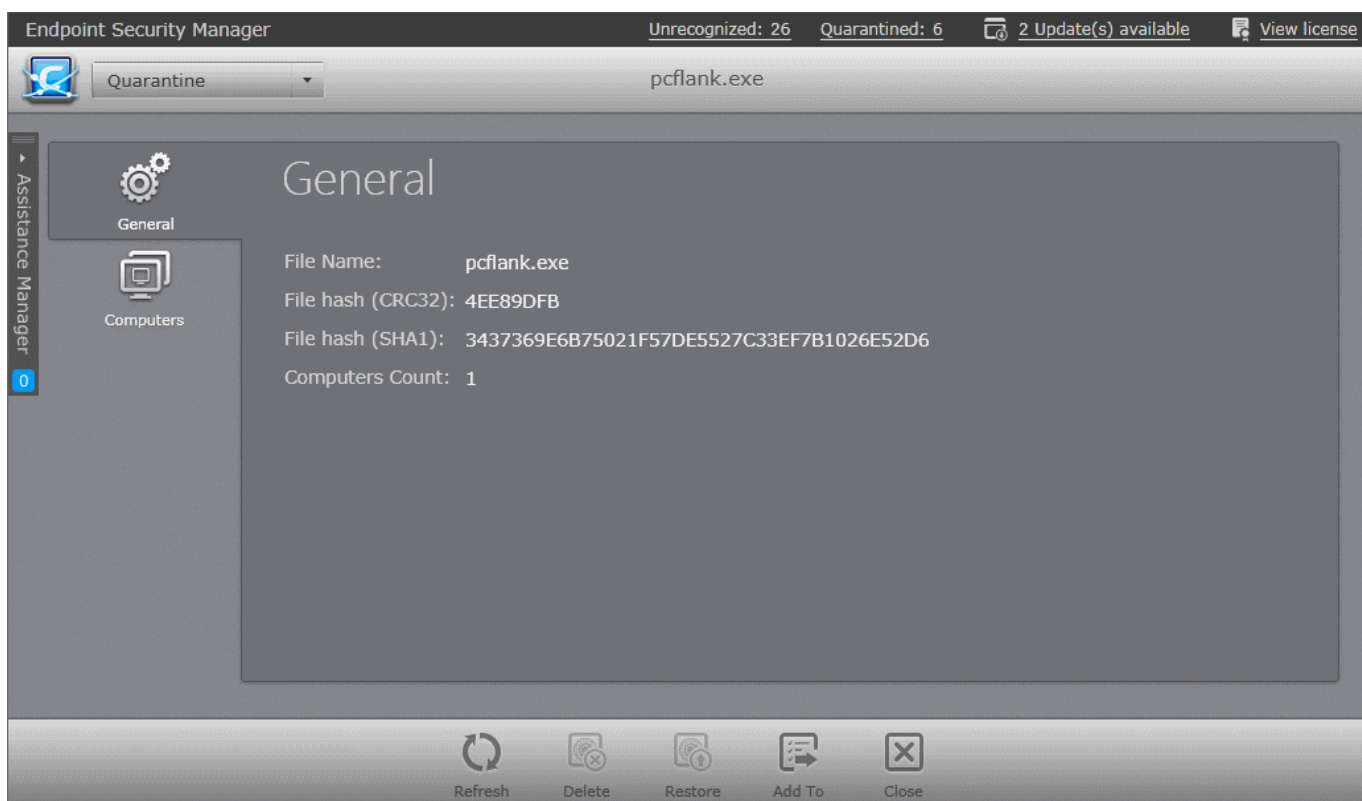 Endpoint Security Manager Unrecognized: 26 Quarantined: 6 2 Update(s) available View license
Quarantine pcflank.exe
Assistance Manager
0
General
Computers
General
File Name: pcflank.exe
File hash (CRC32): 4EE89DFB
File hash (SHA1): 3437369E6B75021F57DE5527C33EF7B1026E52D6
Computers Count: 1
Refresh Delete Restore Add To Close